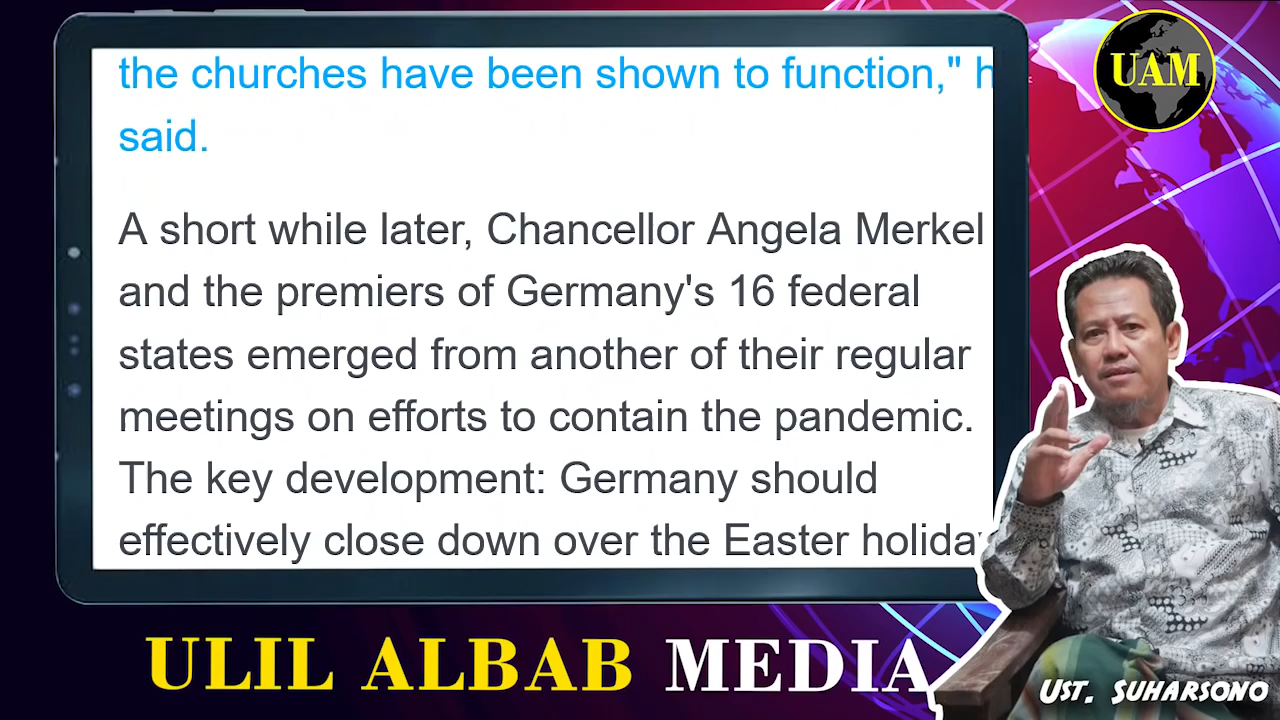 the churches have been shown to function," h
said.
A short while later, Chancellor Angela Merkel
and the premiers of Germany's 16 federal
states emerged from another of their regular
meetings on efforts to contain the pandemic.
The key development: Germany should
effectively close down over the Easter holiday
UAM
ULIL ALBAB MEDIA
UST. SUHARSONO